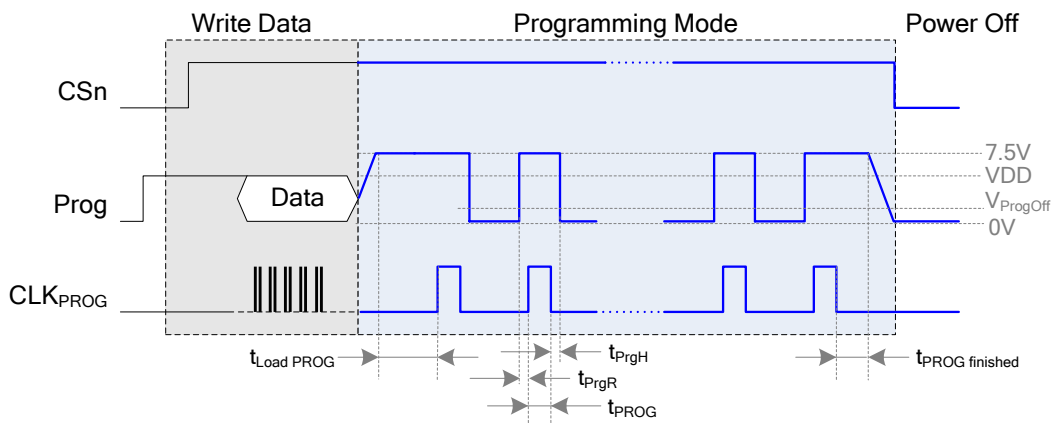 Write Data Programming Mode Power Off
CSn
7.5V
VDD
Prog Data
VProgOff
0V
CLKPROG
tLoad PROG tPrgH tPROG finished
tPrgR
tPROG